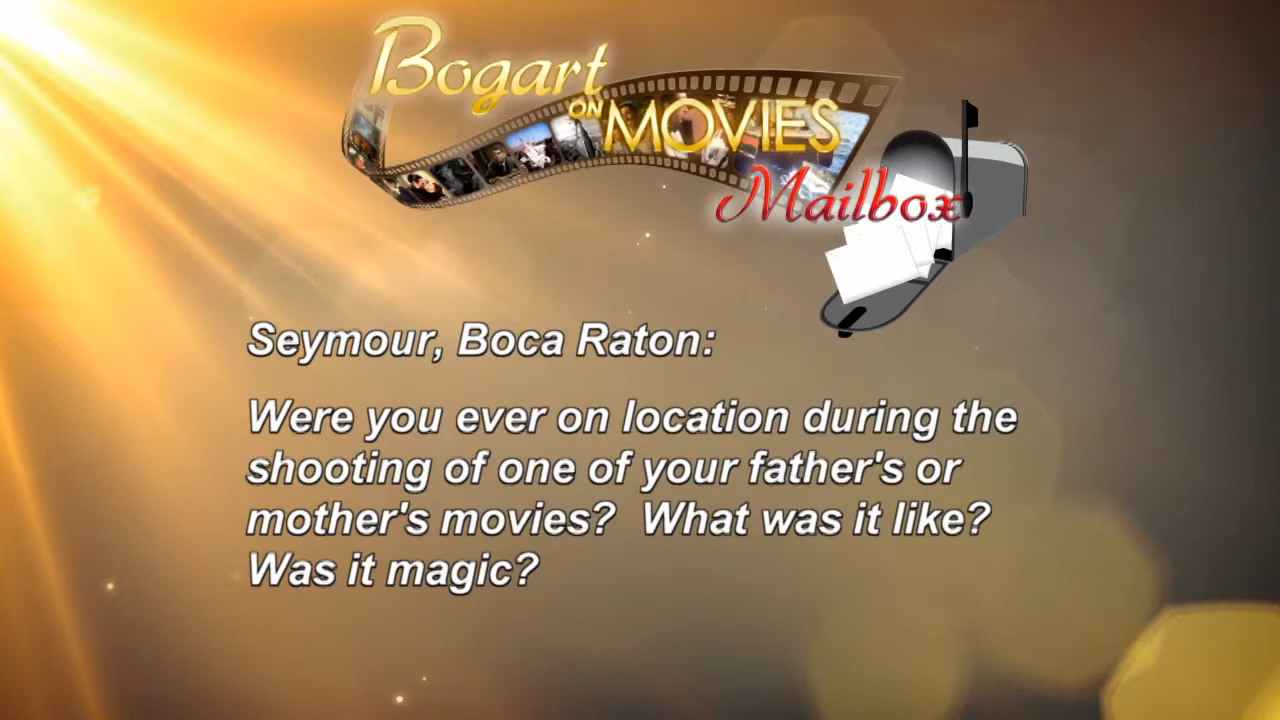 Bogart
ON MOVIES
Mailbox
Seymour, Boca Raton:
Were you ever on location during the
shooting of one of your father's or
mother's movies?  What was it like?
Was it magic?